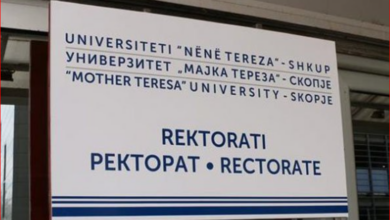 UNIVERSITETI “NËNË TEREZA” - SHKUP
УНИВЕРЗИТЕТ „МАЈКА ТЕРЕЗА” - СКОПЈЕ
“MOTHER TERESA” UNIVERSITY - SKOPJE
REKTORATI
РЕКТОРАТ • RECTORATE